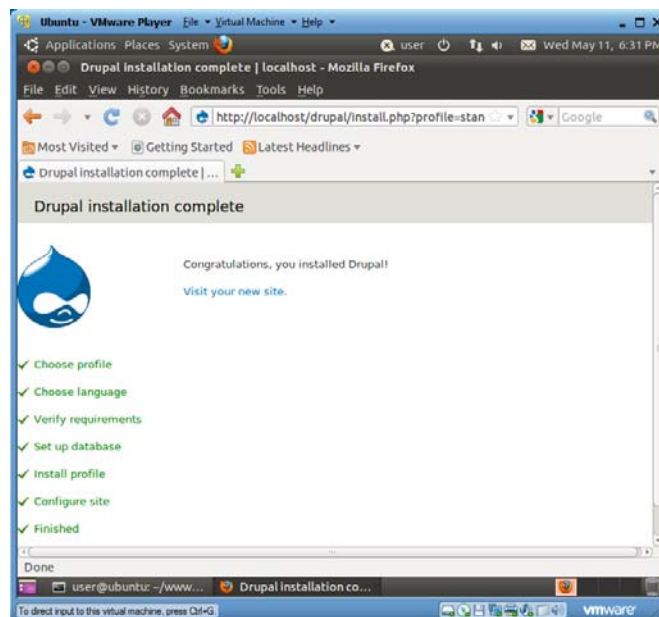 Ubuntu - VMware Player File Virtual Machine Help
Applications Places System user Wed May 11, 6:31 PM
Drupal installation complete | localhost - Mozilla Firefox
File Edit View History Bookmarks Tools Help
http://localhost/drupal/install.php?profile=stan Google
Most Visited Getting Started Latest Headlines
Drupal installation complete | ...
Drupal installation complete
Congratulations, you installed Drupal!
Visit your new site.
Choose profile
Choose language
Verify requirements
Set up database
Install profile
Configure site
Finished
Done
user@ubuntu: ~/www... Drupal installation co...
To direct input to this virtual machine, press Ctrl+G. vmware